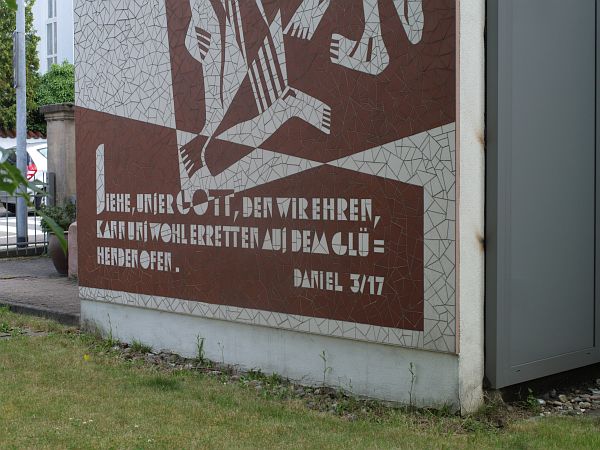 SIEHE, UNSER GOTT, DEN WIR EHREN,
KANN UNS WOHL ERRETTEN AUS DEM GLÜ=
HENDEN OFEN.
DANIEL 3/17